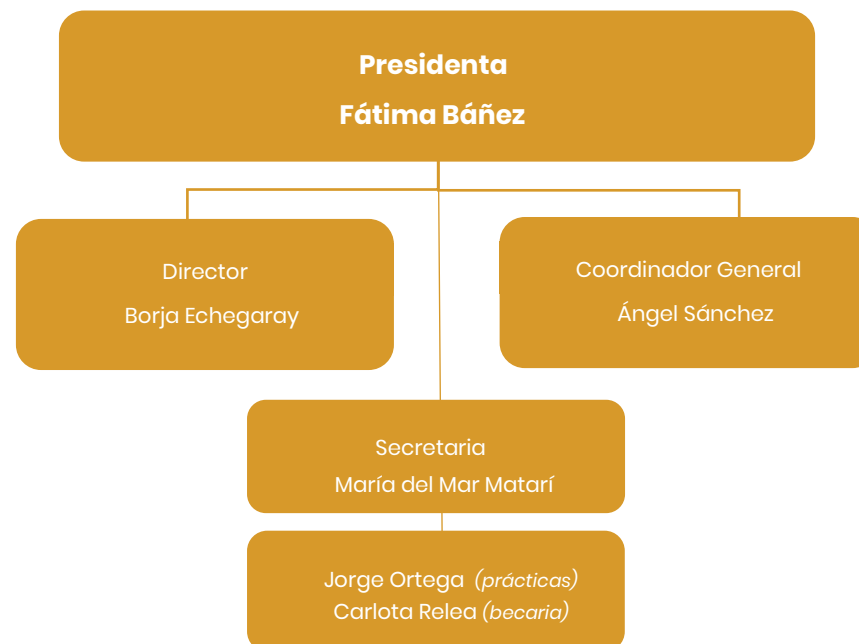 Presidenta
Fátima Báñez
Director
Borja Echegaray
Coordinador General
Ángel Sánchez
Secretaria
María del Mar Matarí
Jorge Ortega (prácticas)
Carlota Relea (becaria)